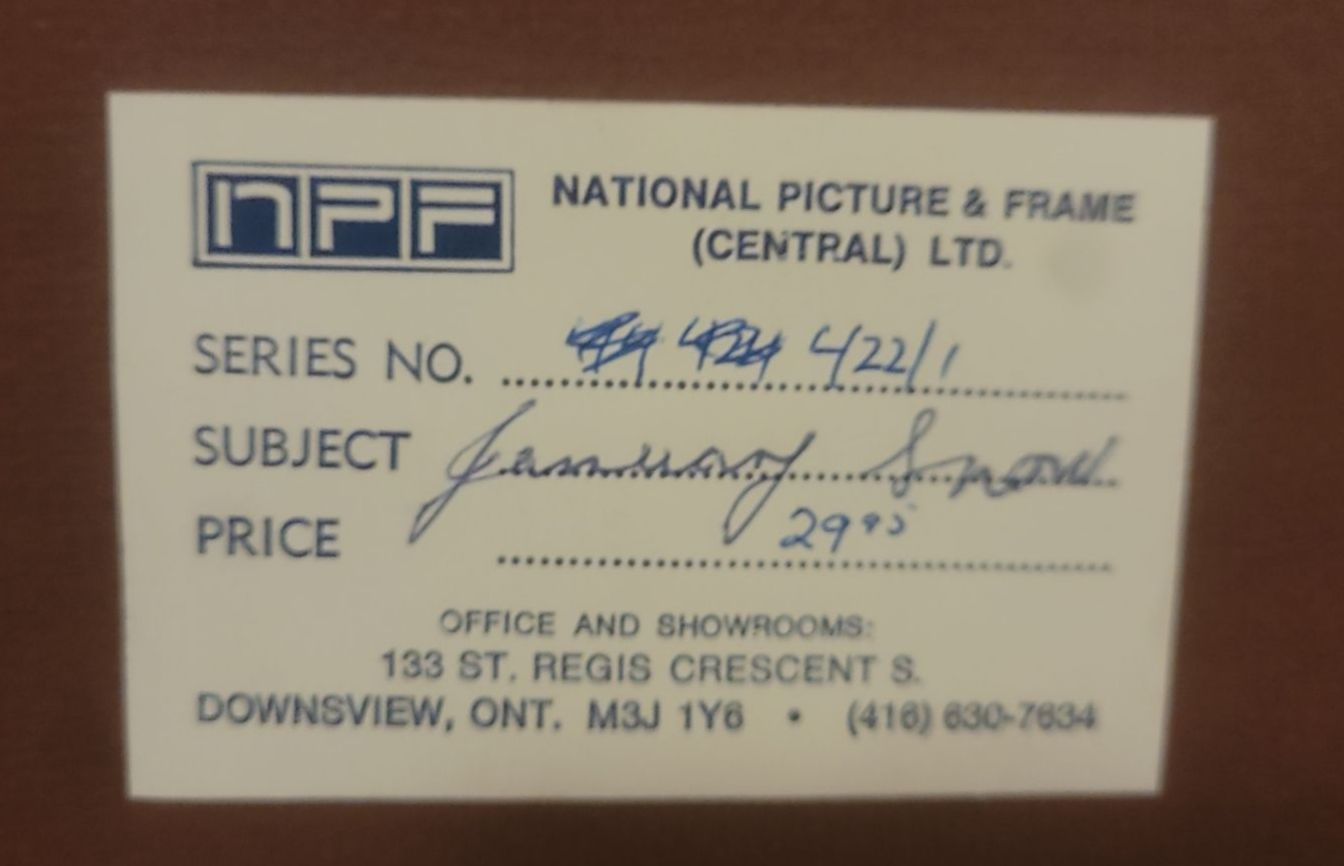 NPF NATIONAL PICTURE & FRAME
(CENTRAL) LTD.
SERIES NO. 422/1
SUBJECT January Snow
PRICE 29 95
OFFICE AND SHOWROOMS:
133 ST. REGIS CRESCENT S.
DOWNSVIEW, ONT. M3J 1Y6 • (416) 630-7634